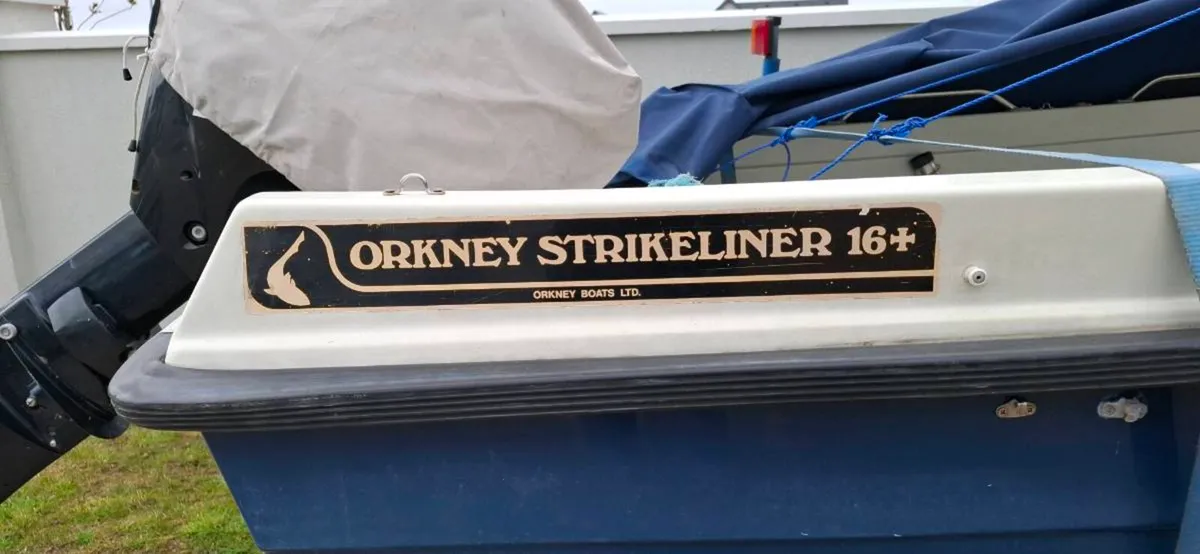 ORKNEY STRIKELINER 16+
ORKNEY BOATS LTD.